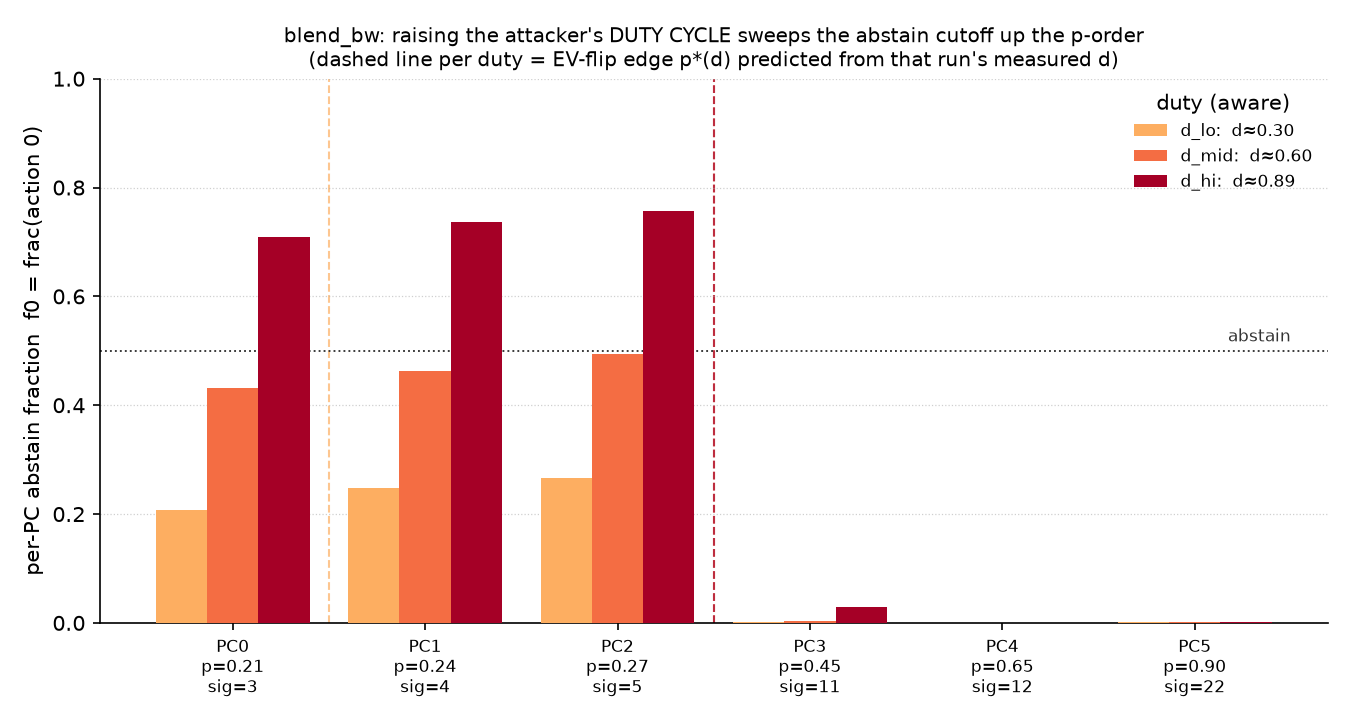 blend_bw: raising the attacker's DUTY CYCLE sweeps the abstain cutoff up the p-order
(dashed line per duty = EV-flip edge p*(d) predicted from that run's measured d)
per-PC abstain fraction  f0 = frac(action 0)
1.0
0.8
0.6
0.4
0.2
0.0
duty (aware)
d_lo:  d≈0.30
d_mid:  d≈0.60
d_hi:  d≈0.89
abstain
PC0
p=0.21
sig=3
PC1
p=0.24
sig=4
PC2
p=0.27
sig=5
PC3
p=0.45
sig=11
PC4
p=0.65
sig=12
PC5
p=0.90
sig=22